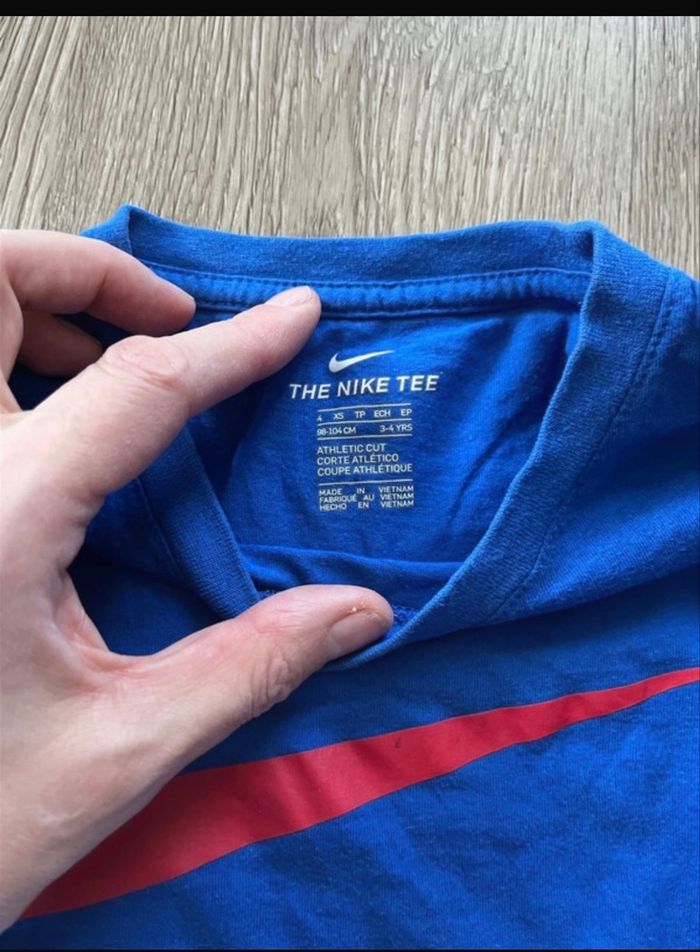 THE NIKE TEE
4 XS TP ECH EP
98-104 CM 3-4 YRS
ATHLETIC CUT
CORTE ATLÉTICO
COUPE ATHLÉTIQUE
MADE IN VIETNAM
FABRIQUÉ AU VIETNAM
HECHO EN VIETNAM